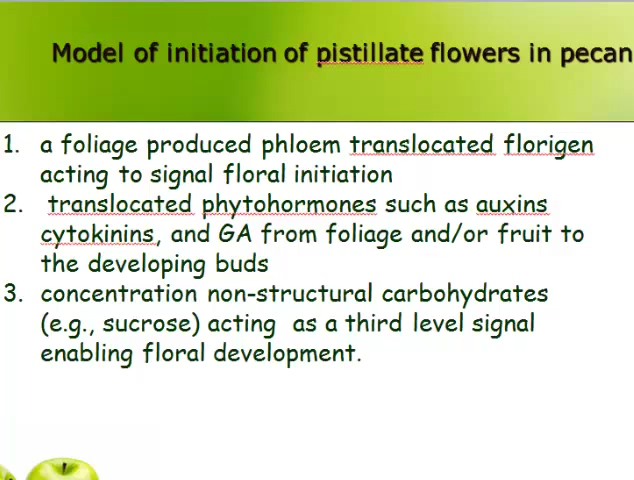 Model of initiation of pistillate flowers in pecan
1. a foliage produced phloem translocated florigen
acting to signal floral initiation
2. translocated phytohormones such as auxins
cytokinins, and GA from foliage and/or fruit to
the developing buds
3. concentration non-structural carbohydrates
(e.g., sucrose) acting as a third level signal
enabling floral development.